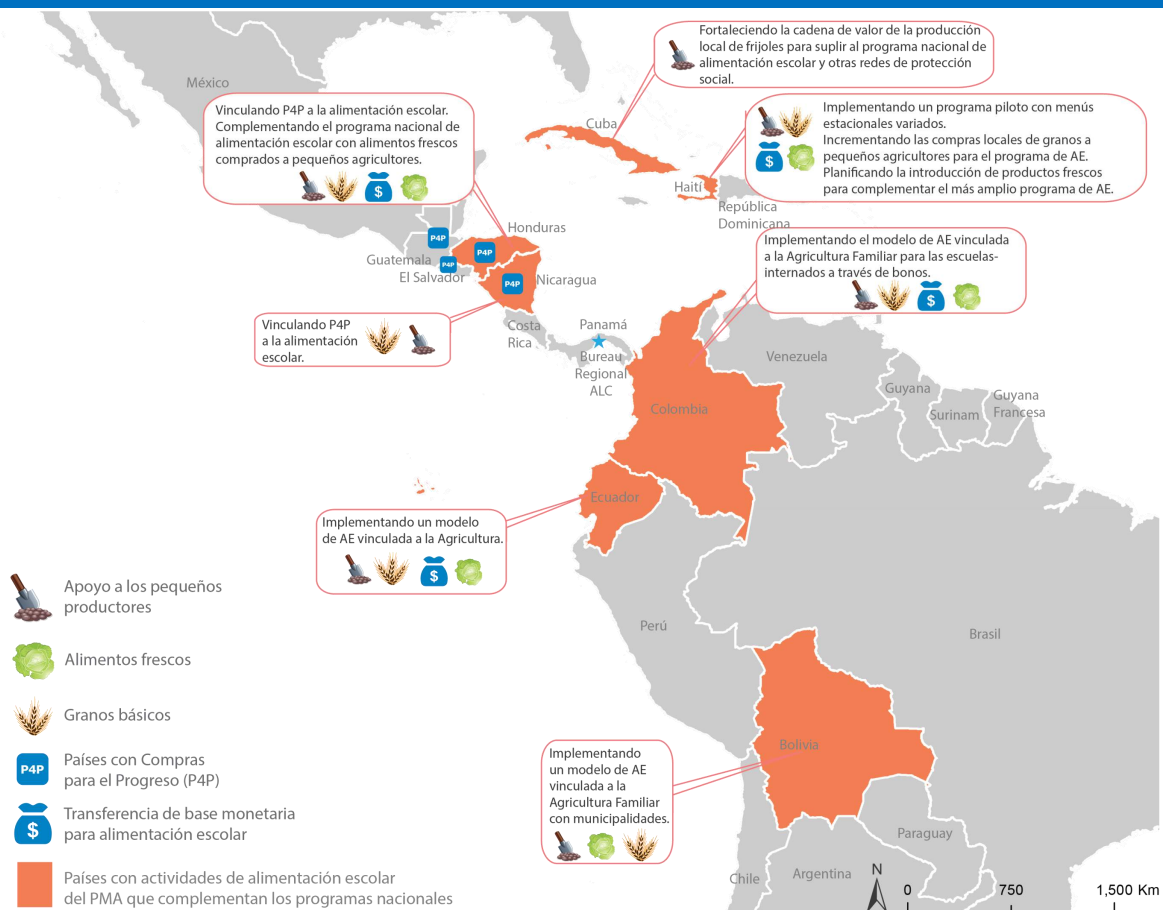 México
Fortaleciendo la cadena de valor de la producción
local de frijoles para suplir al programa nacional de
alimentación escolar y otras redes de protección
social.
Vinculando P4P a la alimentación escolar.
Complementando el programa nacional de
alimentación escolar con alimentos frescos
comprados a pequeños agricultores.
$
Cuba
Implementando un programa piloto con menús
estacionales variados.
Incrementando las compras locales de granos a
pequeños agricultores para el programa de AE.
Planificando la introducción de productos frescos
para complementar el más amplio programa de AE.
$
Haití
República
Dominicana
Honduras
P4P
P4P
P4P
P4P
Guatemala
El Salvador
Nicaragua
Implementando el modelo de AE vinculada
a la Agricultura Familiar para las escuelas-
internados a través de bonos.
$
Vinculando P4P
a la alimentación
escolar.
Costa
Rica
Panamá
Bureau
Regional
ALC
Venezuela
Guyana
Surinam
Guyana
Francesa
Colombia
Ecuador
Implementando un modelo
de AE vinculada a la Agricultura.
$
Perú
Brasil
Bolivia
Implementando
un modelo de AE
vinculada a la
Agricultura Familiar
con municipalidades.
Paraguay
Chile
Argentina
Apoyo a los pequeños
productores
Alimentos frescos
Granos básicos
P4P
Países con Compras
para el Progreso (P4P)
$
Transferencia de base monetaria
para alimentación escolar
Países con actividades de alimentación escolar
del PMA que complementan los programas nacionales
N
0 750 1,500 Km